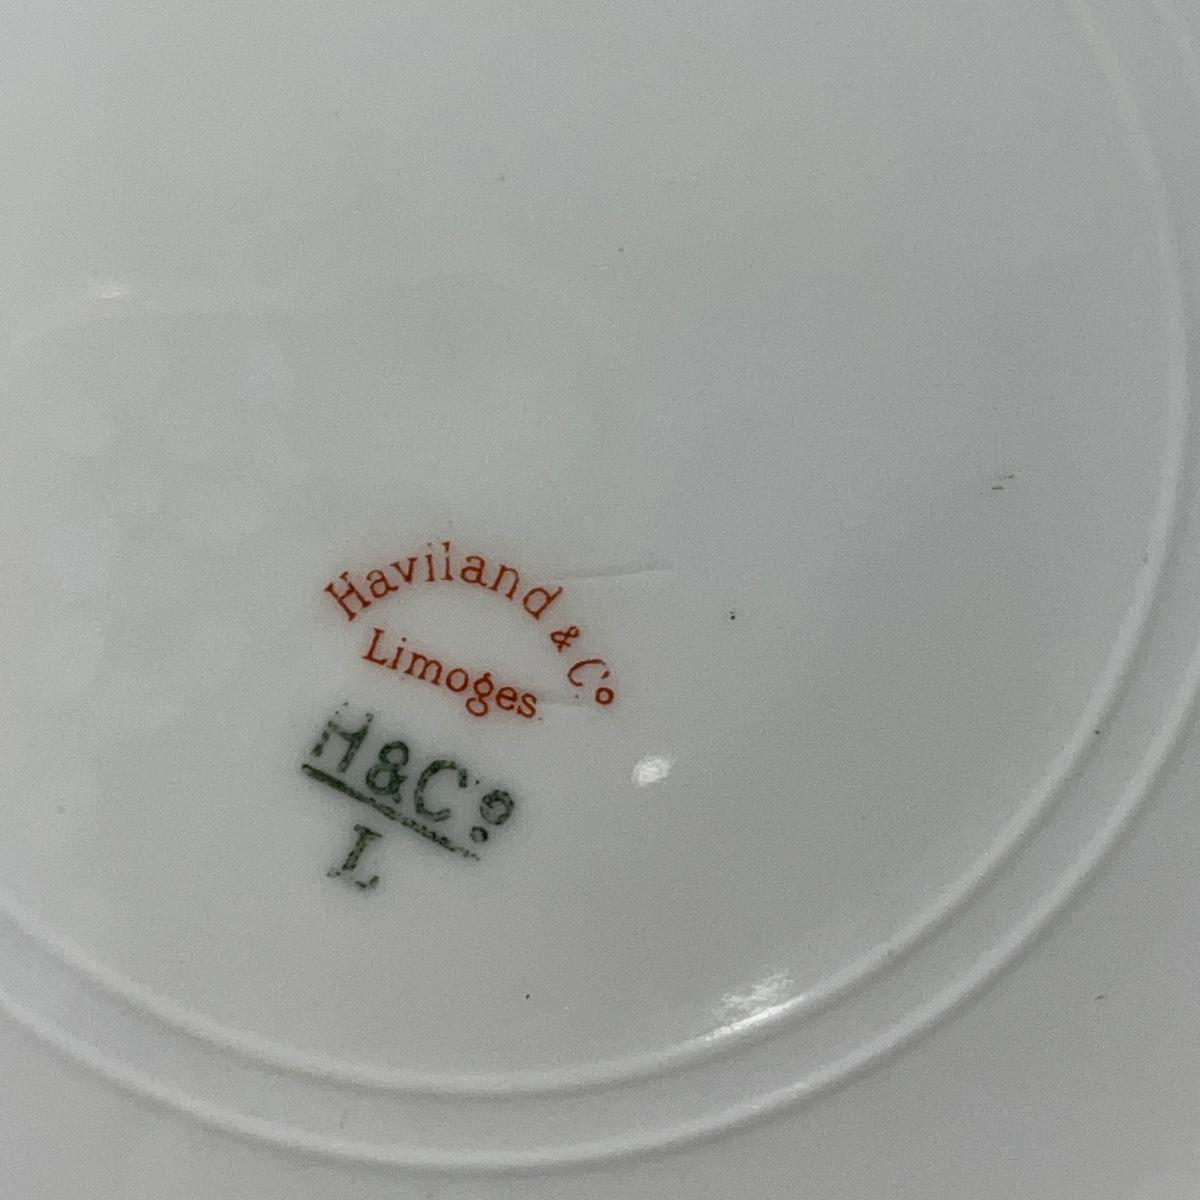 Haviland & Co
Limoges
H&Co
L